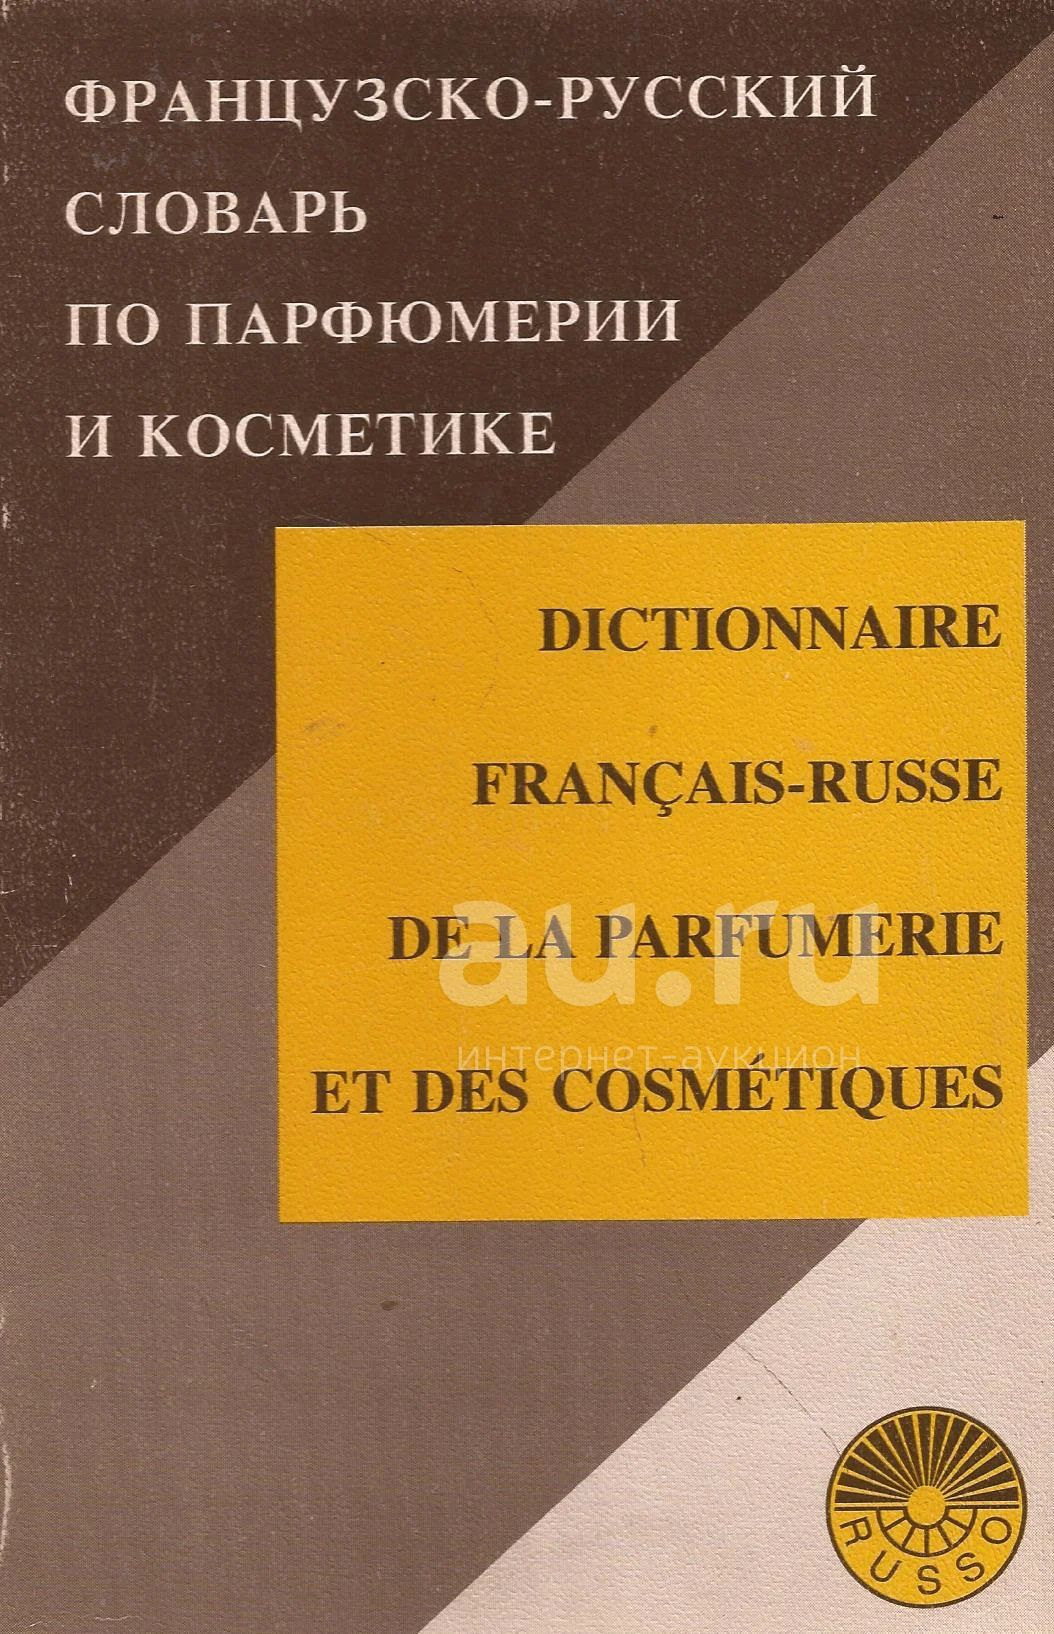 ФРАНЦУЗСКО-РУССКИЙ
СЛОВАРЬ
ПО ПАРФЮМЕРИИ
И КОСМЕТИКЕ
DICTIONNAIRE
FRANÇAIS-RUSSE
DE LA PARFUMERIE
ET DES COSMÉTIQUES
au.ru
интернет-аукцион
RUSSO